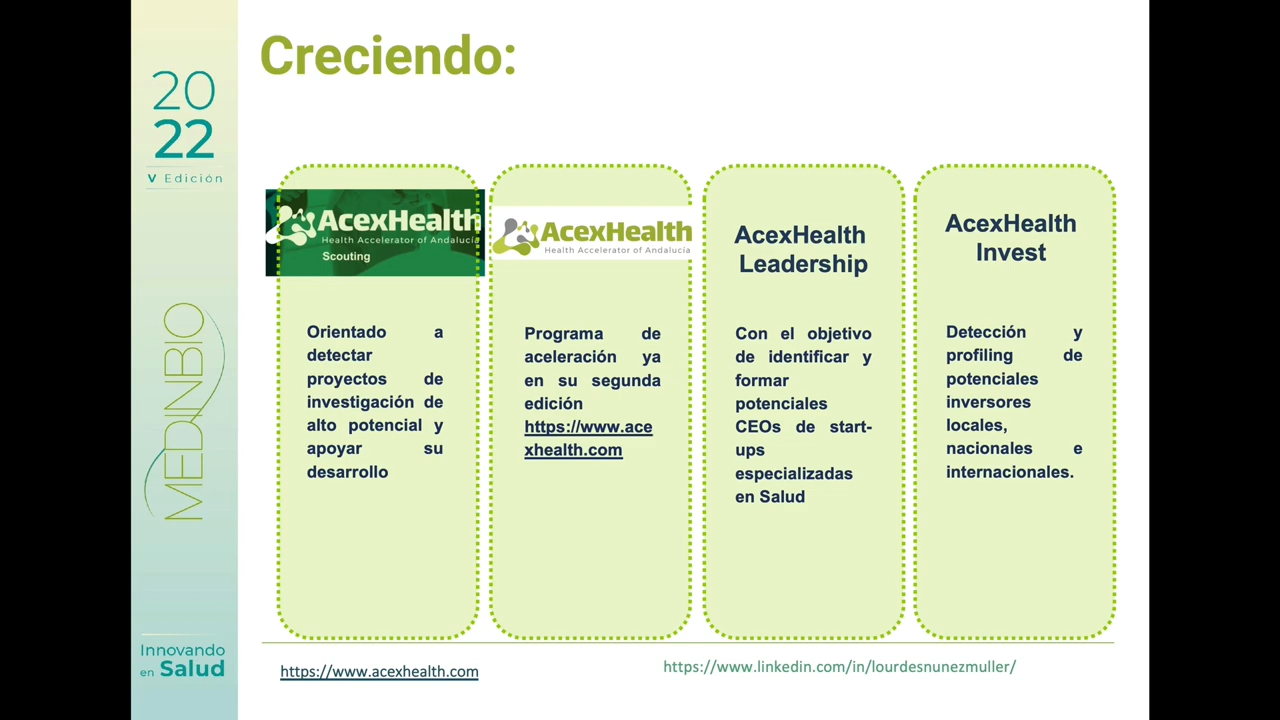 Creciendo:
20
22
V Edición
MEDINBIO
Innovando
en Salud
AcexHealth
Health Accelerator of Andalucía
Scouting
Orientado a
detectar
proyectos de
investigación de
alto potencial y
apoyar su
desarrollo
AcexHealth
Health Accelerator of Andalucía
Programa de
aceleración ya
en su segunda
edición
https://www.ace
xhealth.com
AcexHealth
Leadership
Con el objetivo
de identificar y
formar
potenciales
CEOs de start-
ups
especializadas
en Salud
AcexHealth
Invest
Detección y
profiling de
potenciales
inversores
locales,
nacionales e
internacionales.
https://www.acexhealth.com
https://www.linkedin.com/in/lourdesnunezmuller/